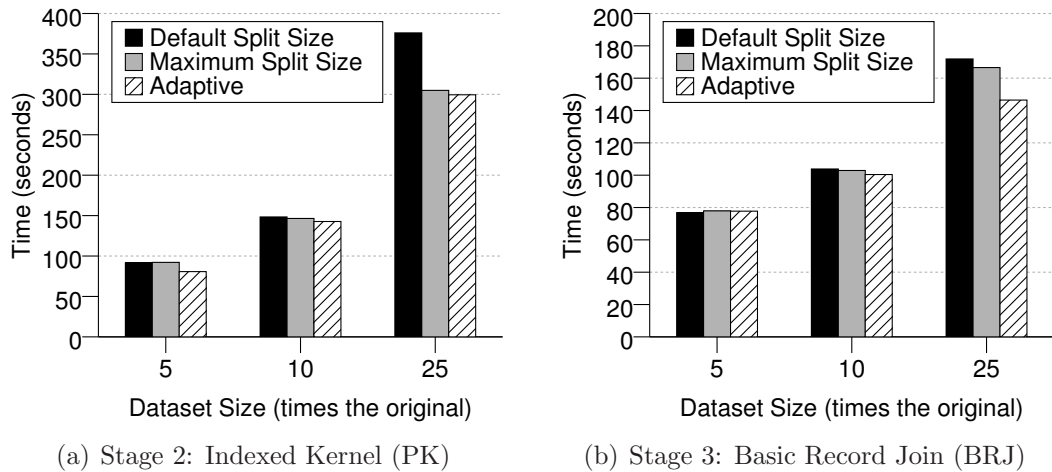 Time (seconds)
400
350
300
250
200
150
100
50
0
Default Split Size
Maximum Split Size
Adaptive
5 10 25
Dataset Size (times the original)
(a) Stage 2: Indexed Kernel (PK)
Time (seconds)
200
180
160
140
120
100
80
60
40
20
0
Default Split Size
Maximum Split Size
Adaptive
5 10 25
Dataset Size (times the original)
(b) Stage 3: Basic Record Join (BRJ)